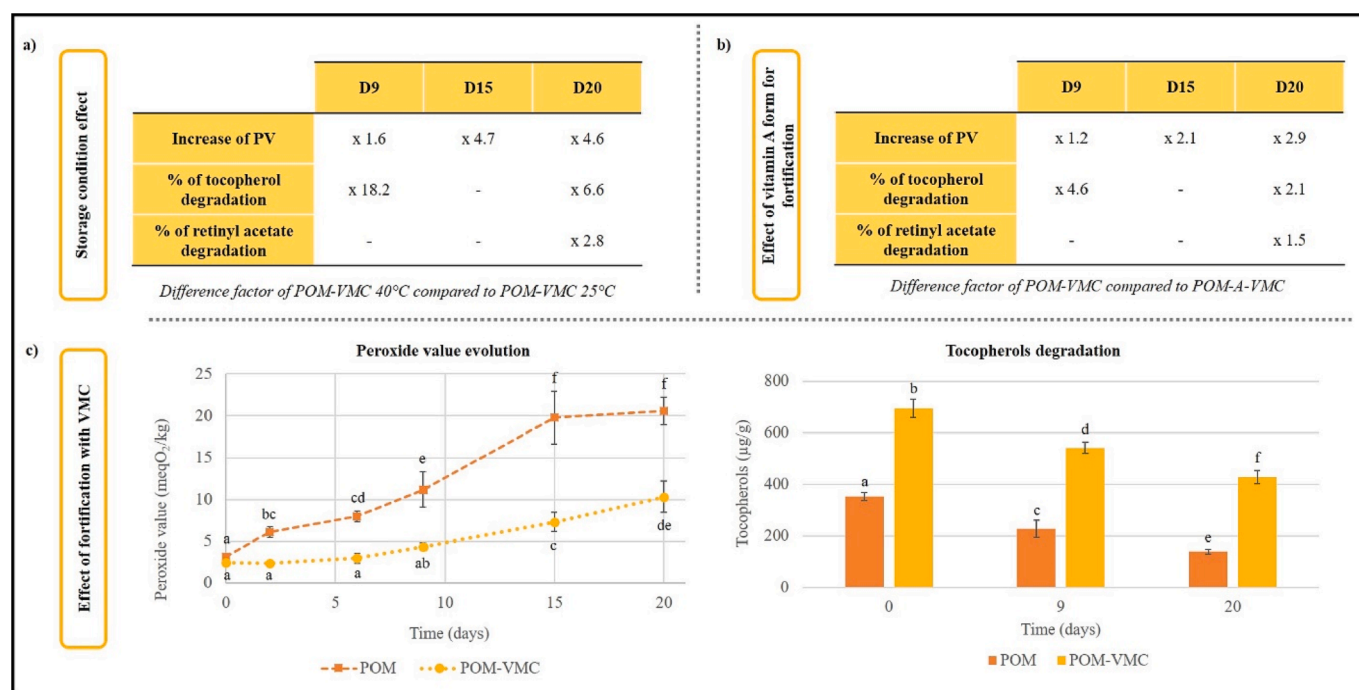 a)
Storage condition effect
D9 D15 D20
Increase of PV x 1.6 x 4.7 x 4.6
% of tocopherol
degradation x 18.2 - x 6.6
% of retinyl acetate
degradation - - x 2.8
Difference factor of POM-VMC 40°C compared to POM-VMC 25°C
b)
Effect of vitamin A form for
fortification
D9 D15 D20
Increase of PV x 1.2 x 2.1 x 2.9
% of tocopherol
degradation x 4.6 - x 2.1
% of retinyl acetate
degradation - - x 1.5
Difference factor of POM-VMC compared to POM-A-VMC
c)
Effect of fortification with VMC
Peroxide value evolution
Peroxide value (meqO₂/kg)
25
20
15
10
5
0
a
bc
cd
e
f
f
a
a
a
ab
c
de
0 5 10 15 20
Time (days)
POM POM-VMC
Tocopherols degradation
Tocopherols (µg/g)
800
600
400
200
0
a
b
c
d
e
f
0 9 20
Time (days)
POM POM-VMC